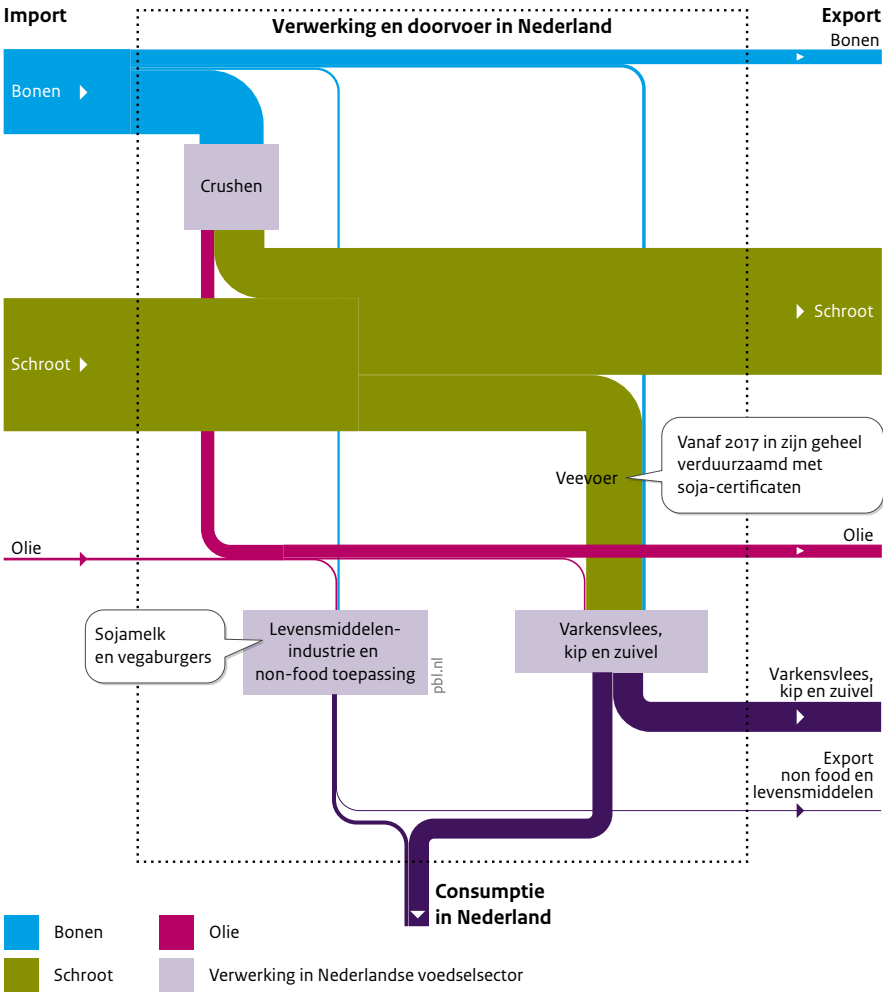 Import
Verwerking en doorvoer in Nederland
Export
Bonen
Bonen
Crushen
Schroot
Schroot
Vanaf 2017 in zijn geheel
verduurzaamd met
soja-certificaten
Veevoer
Olie
Olie
Sojamelk
en vegaburgers
Levensmiddelen-
industrie en
non-food toepassing
pbl.nl
Varkensvlees,
kip en zuivel
Varkensvlees,
kip en zuivel
Export
non food en
levensmiddelen
Consumptie
in Nederland
Bonen
Olie
Schroot
Verwerking in Nederlandse voedselsector